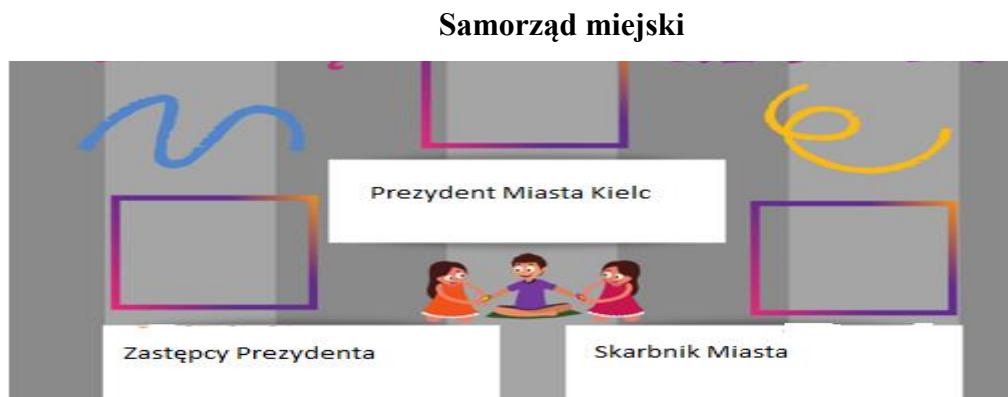 Samorząd miejski
Prezydent Miasta Kielc
Zastępcy Prezydenta
Skarbnik Miasta